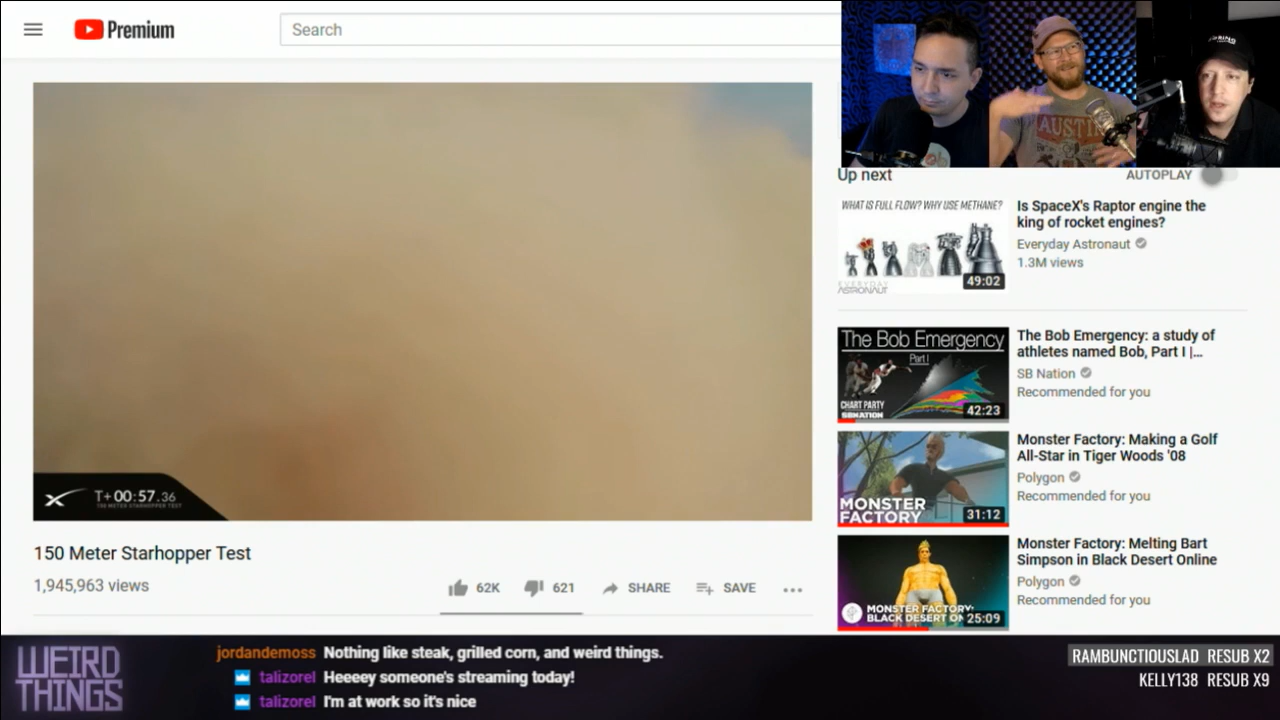 Premium
Search
AUSTIN
Up next
AUTOPLAY
WHAT IS FULL FLOW? WHY USE METHANE?
EVERYDAY
ASTRONAUT
49:02
Is SpaceX's Raptor engine the
king of rocket engines?
Everyday Astronaut
1.3M views
The Bob Emergency
Part I
CHART PARTY
SBNATION
42:23
The Bob Emergency: a study of
athletes named Bob, Part I |...
SB Nation
Recommended for you
MONSTER
FACTORY
31:12
Monster Factory: Making a Golf
All-Star in Tiger Woods '08
Polygon
Recommended for you
MONSTER FACTORY:
BLACK DESERT ON
25:09
Monster Factory: Melting Bart
Simpson in Black Desert Online
Polygon
Recommended for you
T+ 00:57.36
150 METER STARHOPPER TEST
150 Meter Starhopper Test
1,945,963 views
62K
621
SHARE
SAVE
WEIRD
THINGS
jordandemoss Nothing like steak, grilled corn, and weird things.
talizorel Heeeey someone's streaming today!
talizorel I'm at work so it's nice
RAMBUNCTIOUSLAD RESUB X2
KELLY138 RESUB X9